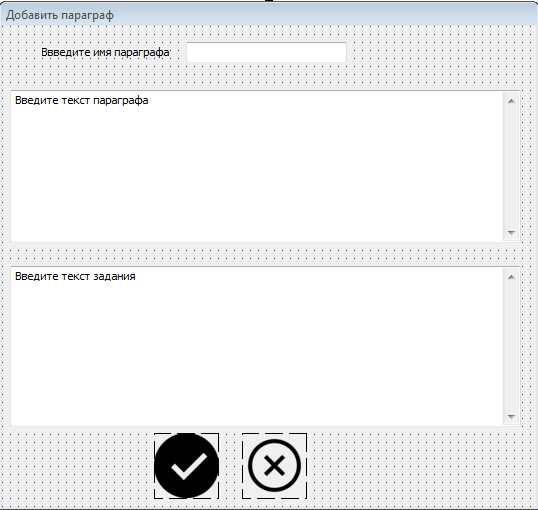 Добавить параграф
Ввведите имя параграфа
Введите текст параграфа
Введите текст задания